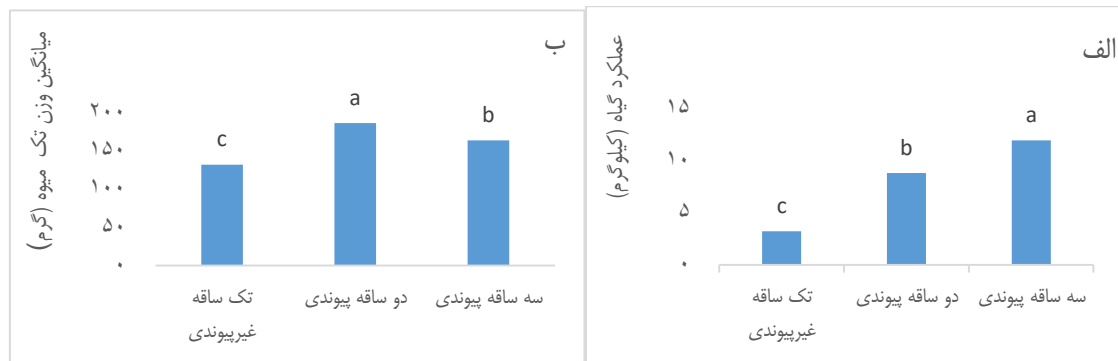 الف
عملکرد گیاه (کیلوگرم)
۱۵
۱۰
۵
۰
a
b
c
سه ساقه پیوندی
دو ساقه پیوندی
تک ساقه
غیرپیوندی
ب
میانگین وزن تک میوه (گرم)
۲۰۰
۱۵۰
۱۰۰
۵۰
۰
b
a
c
سه ساقه پیوندی
دو ساقه پیوندی
تک ساقه
غیرپیوندی